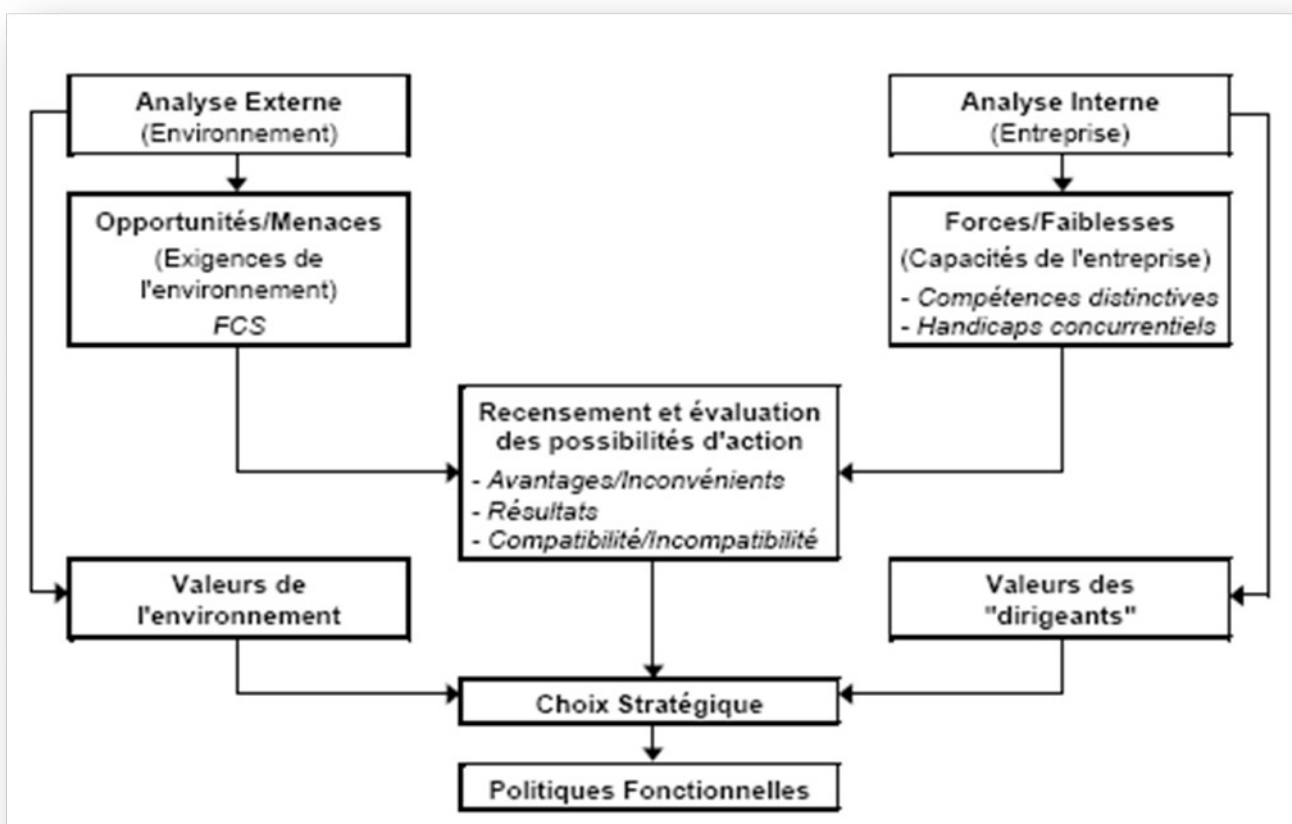 Analyse Externe
(Environnement)
Analyse Interne
(Entreprise)
Opportunités/Menaces
(Exigences de
l'environnement)
FCS
Forces/Faiblesses
(Capacités de l'entreprise)
- Compétences distinctives
- Handicaps concurrentiels
Recensement et évaluation
des possibilités d'action
- Avantages/Inconvénients
- Résultats
- Compatibilité/Incompatibilité
Valeurs de
l'environnement
Valeurs des
"dirigeants"
Choix Stratégique
Politiques Fonctionnelles